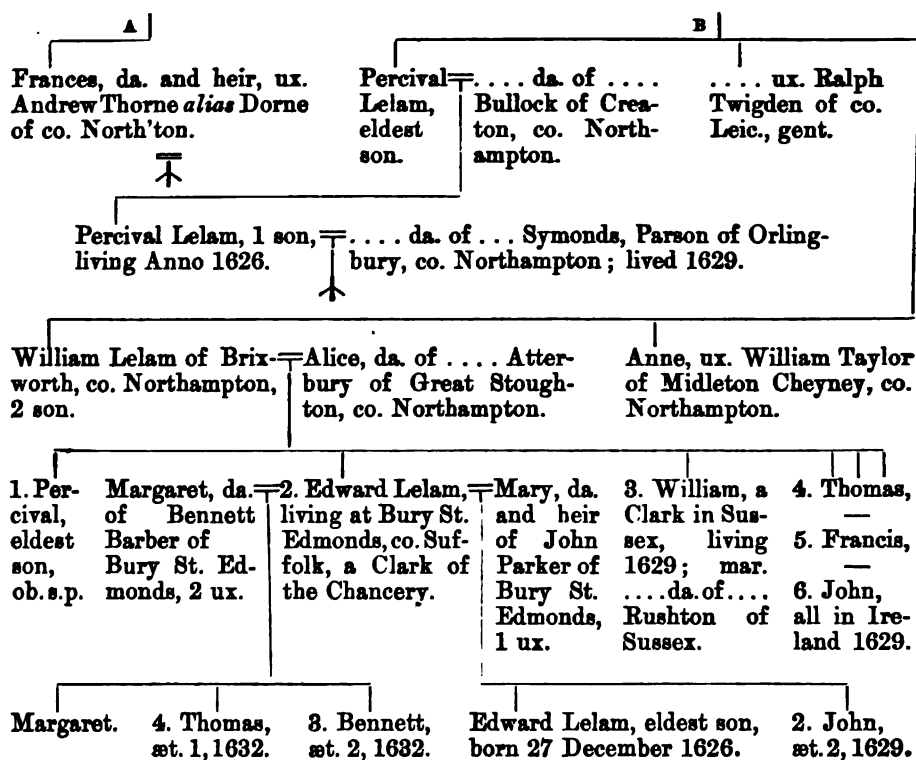 A
B
Frances, da. and heir, ux.
Andrew Thorne alias Dorne
of co. North'ton.
Percival
Lelam,
eldest
son.
.... da. of ....
Bullock of Crea-
ton, co. North-
ampton.
.... ux. Ralph
Twigden of co.
Leic., gent.
Percival Lelam, 1 son,
living Anno 1626.
.... da. of ... Symonds, Parson of Orling-
bury, co. Northampton; lived 1629.
William Lelam of Brix-
worth, co. Northampton,
2 son.
Alice, da. of .... Atter-
bury of Great Stough-
ton, co. Northampton.
Anne, ux. William Taylor
of Midleton Cheyney, co.
Northampton.
1. Per-
cival,
eldest
son,
ob. s.p.
Margaret, da.
of Bennett
Barber of
Bury St. Ed-
monds, 2 ux.
2. Edward Lelam,
living at Bury St.
Edmonds, co. Suf-
folk, a Clark of
the Chancery.
Mary, da.
and heir
of John
Parker of
Bury St.
Edmonds,
1 ux.
3. William, a
Clark in Sus-
sex, living
1629; mar.
.... da. of ....
Rushton of
Sussex.
4. Thomas,
—
5. Francis,
—
6. John,
all in Ire-
land 1629.
Margaret.
4. Thomas,
æt. 1, 1632.
3. Bennett,
æt. 2, 1632.
Edward Lelam, eldest son,
born 27 December 1626.
2. John,
æt. 2, 1629.